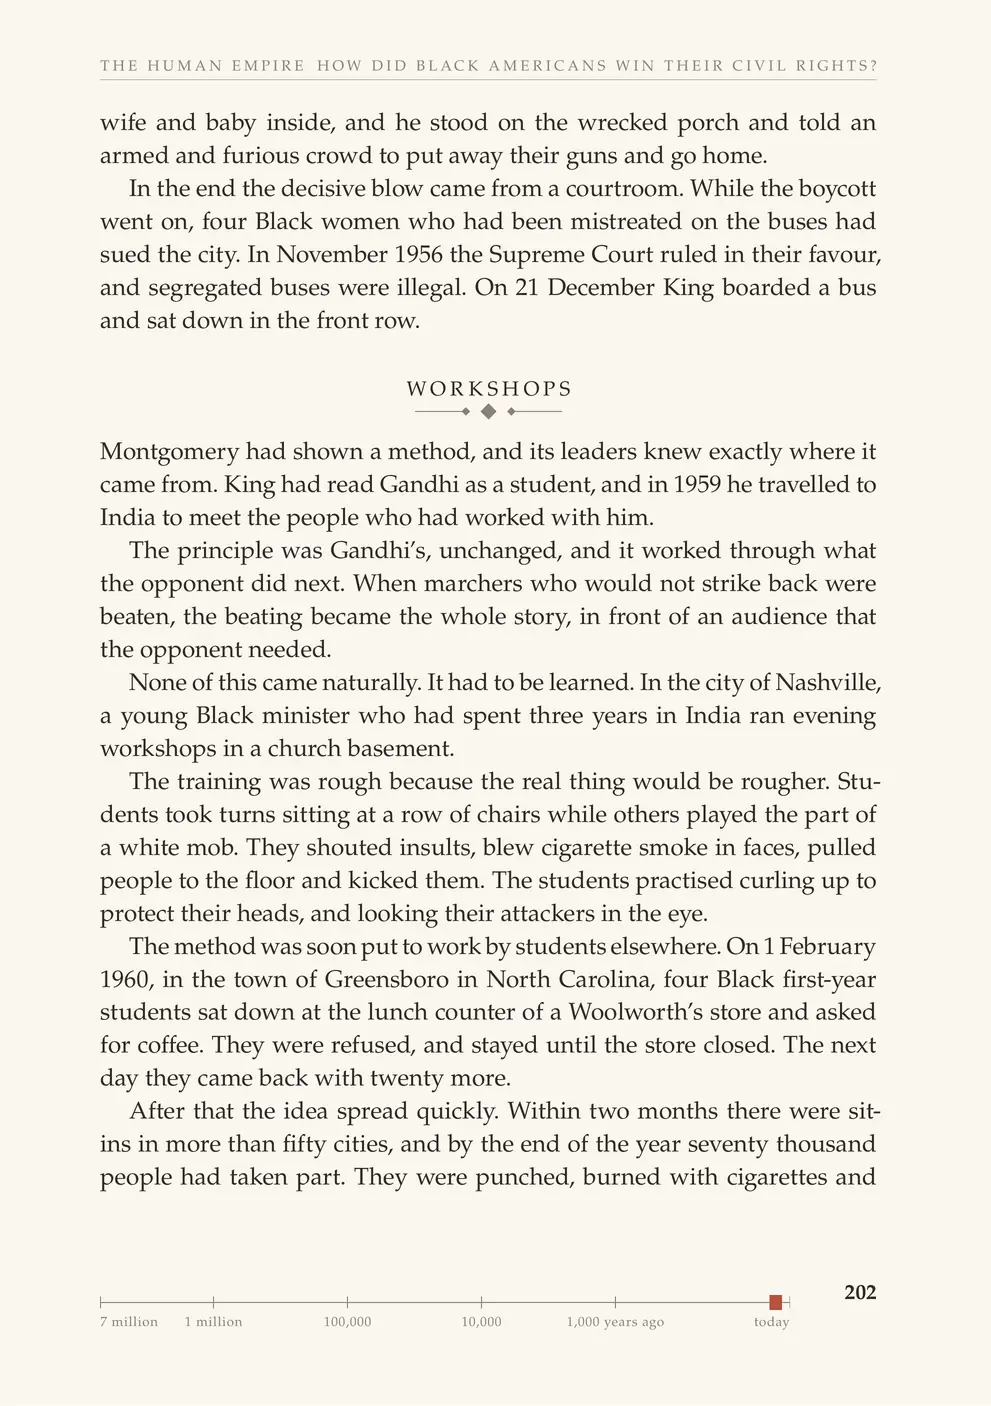 THE HUMAN EMPIRE HOW DID BLACK AMERICANS WIN THEIR CIVIL RIGHTS?
wife and baby inside, and he stood on the wrecked porch and told an
armed and furious crowd to put away their guns and go home.
In the end the decisive blow came from a courtroom. While the boycott
went on, four Black women who had been mistreated on the buses had
sued the city. In November 1956 the Supreme Court ruled in their favour,
and segregated buses were illegal. On 21 December King boarded a bus
and sat down in the front row.
WORKSHOPS
Montgomery had shown a method, and its leaders knew exactly where it
came from. King had read Gandhi as a student, and in 1959 he travelled to
India to meet the people who had worked with him.
The principle was Gandhi’s, unchanged, and it worked through what
the opponent did next. When marchers who would not strike back were
beaten, the beating became the whole story, in front of an audience that
the opponent needed.
None of this came naturally. It had to be learned. In the city of Nashville,
a young Black minister who had spent three years in India ran evening
workshops in a church basement.
The training was rough because the real thing would be rougher. Stu-
dents took turns sitting at a row of chairs while others played the part of
a white mob. They shouted insults, blew cigarette smoke in faces, pulled
people to the floor and kicked them. The students practised curling up to
protect their heads, and looking their attackers in the eye.
The method was soon put to work by students elsewhere. On 1 February
1960, in the town of Greensboro in North Carolina, four Black first-year
students sat down at the lunch counter of a Woolworth’s store and asked
for coffee. They were refused, and stayed until the store closed. The next
day they came back with twenty more.
After that the idea spread quickly. Within two months there were sit-
ins in more than fifty cities, and by the end of the year seventy thousand
people had taken part. They were punched, burned with cigarettes and
202
7 million 1 million 100,000 10,000 1,000 years ago today